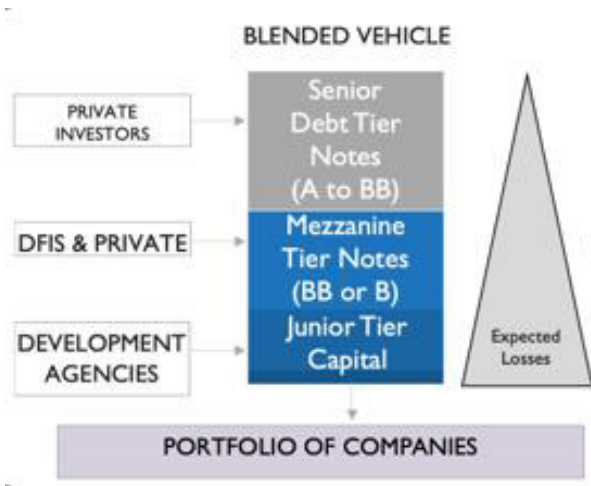 BLENDED VEHICLE
PRIVATE
INVESTORS
Senior
Debt Tier
Notes
(A to BB)
DFIS & PRIVATE
Mezzanine
Tier Notes
(BB or B)
DEVELOPMENT
AGENCIES
Junior Tier
Capital
Expected
Losses
PORTFOLIO OF COMPANIES